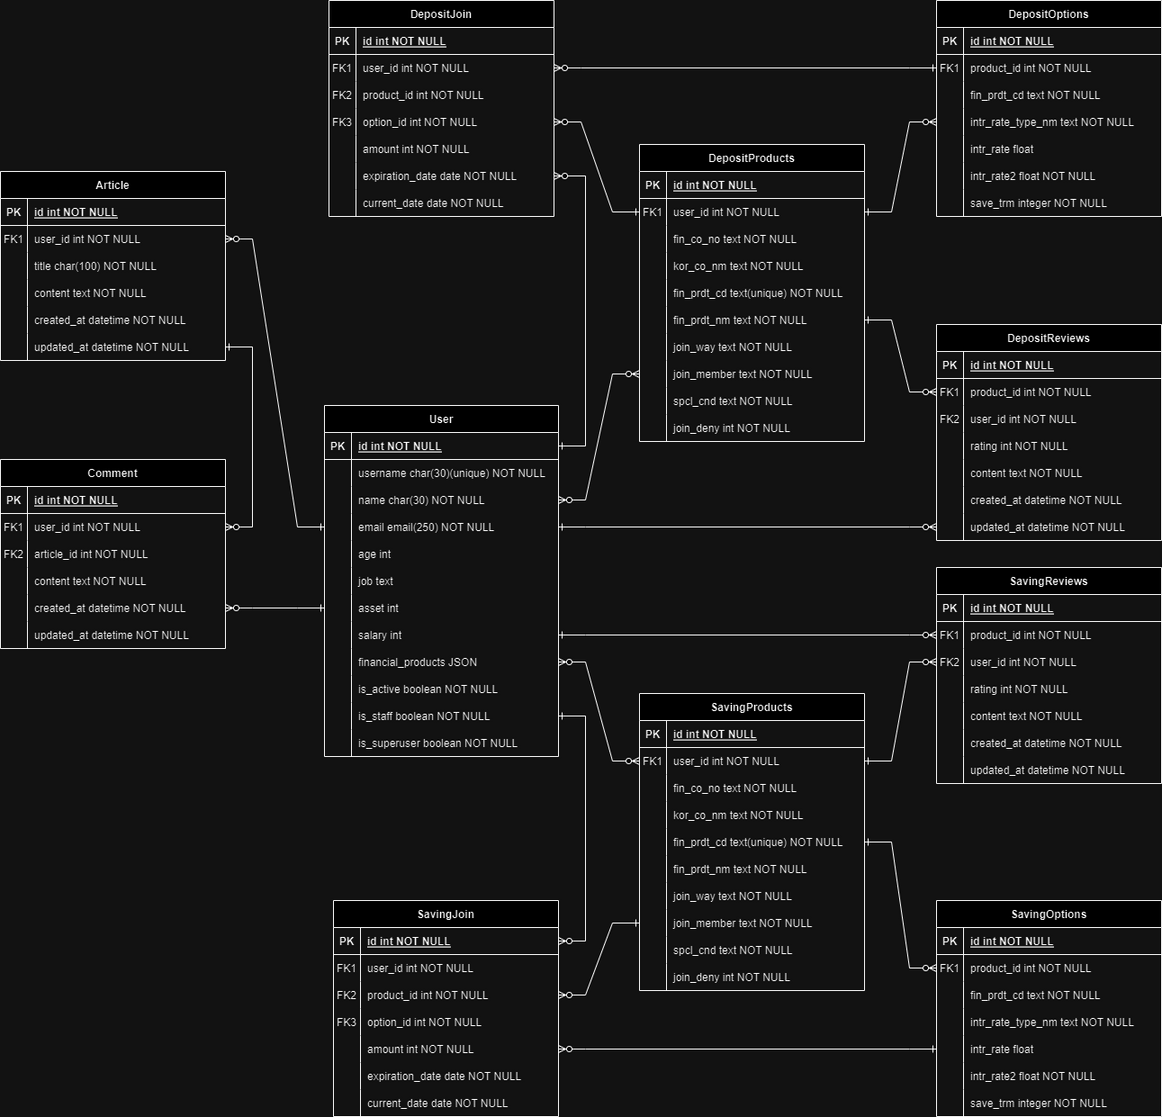 DepositJoin
PK id int NOT NULL
FK1 user_id int NOT NULL
FK2 product_id int NOT NULL
FK3 option_id int NOT NULL
amount int NOT NULL
expiration_date date NOT NULL
current_date date NOT NULL
DepositOptions
PK id int NOT NULL
FK1 product_id int NOT NULL
fin_prdt_cd text NOT NULL
intr_rate_type_nm text NOT NULL
intr_rate float
intr_rate2 float NOT NULL
save_trm integer NOT NULL
DepositProducts
PK id int NOT NULL
FK1 user_id int NOT NULL
fin_co_no text NOT NULL
kor_co_nm text NOT NULL
fin_prdt_cd text(unique) NOT NULL
fin_prdt_nm text NOT NULL
join_way text NOT NULL
join_member text NOT NULL
spcl_cnd text NOT NULL
join_deny int NOT NULL
Article
PK id int NOT NULL
FK1 user_id int NOT NULL
title char(100) NOT NULL
content text NOT NULL
created_at datetime NOT NULL
updated_at datetime NOT NULL
DepositReviews
PK id int NOT NULL
FK1 product_id int NOT NULL
FK2 user_id int NOT NULL
rating int NOT NULL
content text NOT NULL
created_at datetime NOT NULL
updated_at datetime NOT NULL
User
PK id int NOT NULL
username char(30)(unique) NOT NULL
name char(30) NOT NULL
email email(250) NOT NULL
age int
job text
asset int
salary int
financial_products JSON
is_active boolean NOT NULL
is_staff boolean NOT NULL
is_superuser boolean NOT NULL
Comment
PK id int NOT NULL
FK1 user_id int NOT NULL
FK2 article_id int NOT NULL
content text NOT NULL
created_at datetime NOT NULL
updated_at datetime NOT NULL
SavingReviews
PK id int NOT NULL
FK1 product_id int NOT NULL
FK2 user_id int NOT NULL
rating int NOT NULL
content text NOT NULL
created_at datetime NOT NULL
updated_at datetime NOT NULL
SavingProducts
PK id int NOT NULL
FK1 user_id int NOT NULL
fin_co_no text NOT NULL
kor_co_nm text NOT NULL
fin_prdt_cd text(unique) NOT NULL
fin_prdt_nm text NOT NULL
join_way text NOT NULL
join_member text NOT NULL
spcl_cnd text NOT NULL
join_deny int NOT NULL
SavingJoin
PK id int NOT NULL
FK1 user_id int NOT NULL
FK2 product_id int NOT NULL
FK3 option_id int NOT NULL
amount int NOT NULL
expiration_date date NOT NULL
current_date date NOT NULL
SavingOptions
PK id int NOT NULL
FK1 product_id int NOT NULL
fin_prdt_cd text NOT NULL
intr_rate_type_nm text NOT NULL
intr_rate float
intr_rate2 float NOT NULL
save_trm integer NOT NULL